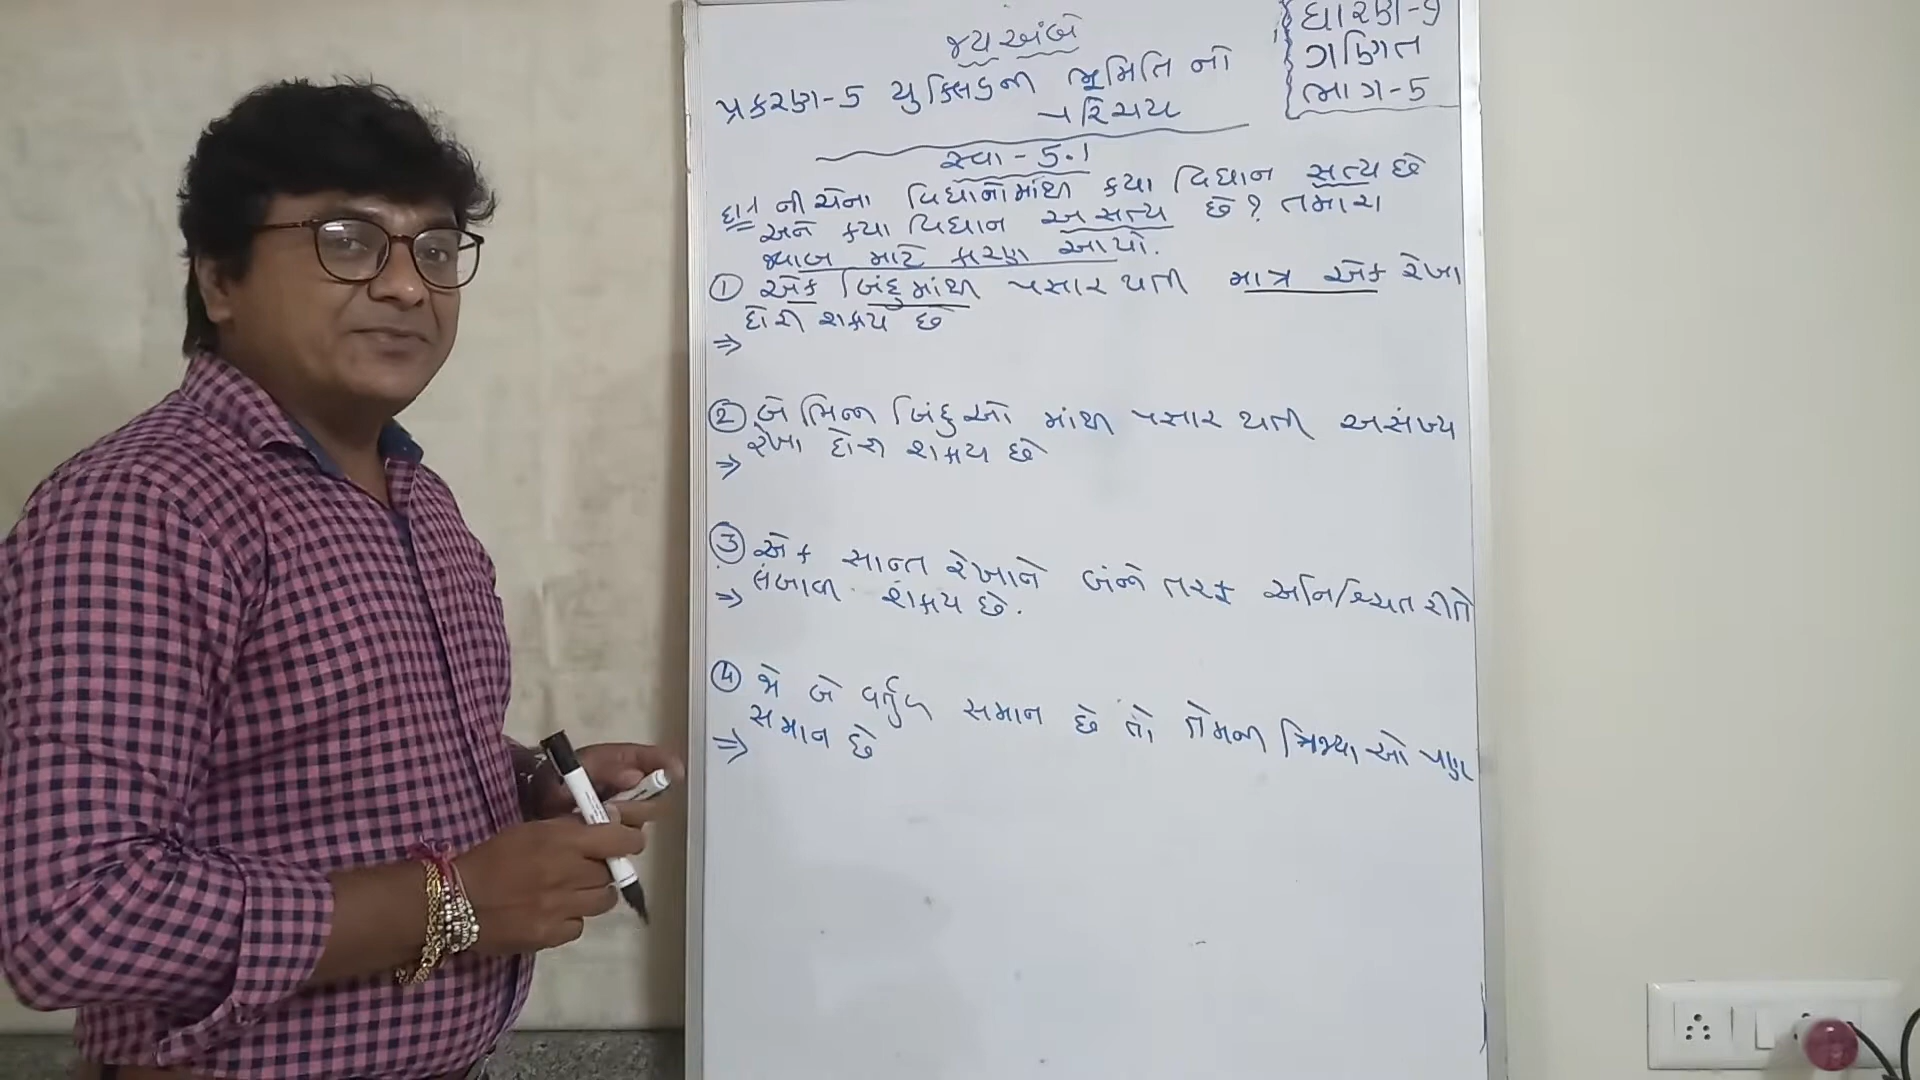 જય અંબે
ધોરણ-9
ગણિત
ભાગ-5
પ્રકરણ-5 યુક્લિડની ભૂમિતિ નો
પરિચય
સ્વા - 5.1
દા.1 નીચેના વિધાનોમાંથી કયા વિધાન સત્ય છે
અને કયા વિધાન અસત્ય છે? તમારા
જવાબ માટે કારણ આપો.
① એક બિંદુમાંથી પસાર થતી માત્ર એક રેખા
દોરી શકાય છે
⇒
② બે ભિન્ન બિંદુઓ માંથી પસાર થતી અસંખ્ય
રેખા દોરી શકાય છે
⇒
③ એક સાન્ત રેખાને બંને તરફ અનિશ્ચિત રીતે
લંબાવી શકાય છે.
⇒
④ જો બે વર્તુળ સમાન છે તો તેમની ત્રિજ્યાઓ પણ
સમાન છે
⇒